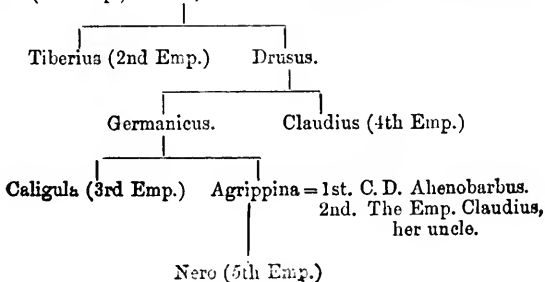 Tiberius (2nd Emp.) Drusus.
Germanicus. Claudius (4th Emp.)
Caligula (3rd Emp.) Agrippina = 1st. C. D. Ahenobarbus.
2nd. The Emp. Claudius,
her uncle.
Nero (5th Emp.)